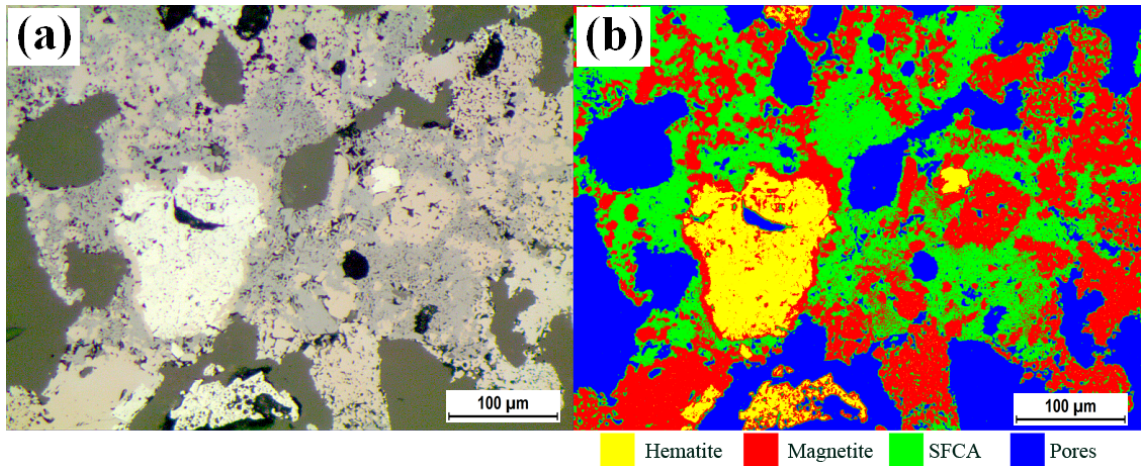 (a)
(b)
100 µm
100 µm
Hematite
Magnetite
SFCA
Pores